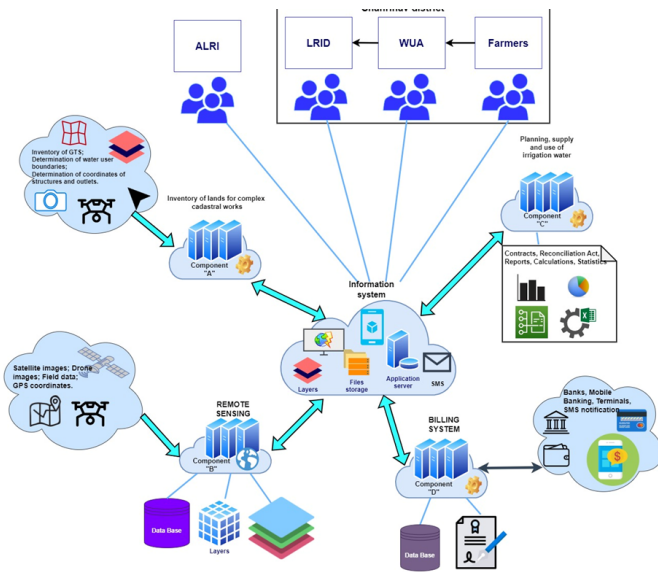 ALRI
LRID
WUA
Farmers
Inventory of GTS;
Determination of water user
boundaries;
Determination of coordinates of
structures and outlets.
Inventory of lands for complex
cadastral works
Component
"A"
Planning, supply
and use of
irrigation water
Component
"C"
Contracts, Reconciliation Act,
Reports, Calculations, Statistics
Information
system
Layers
Files
storage
Application
server
SMS
Satellite images; Drone
images; Field data;
GPS coordinates.
REMOTE
SENSING
Component
"B"
Data Base
Layers
BILLING
SYSTEM
Component
"D"
Data Base
Banks, Mobile
Banking, Terminals,
SMS notification.